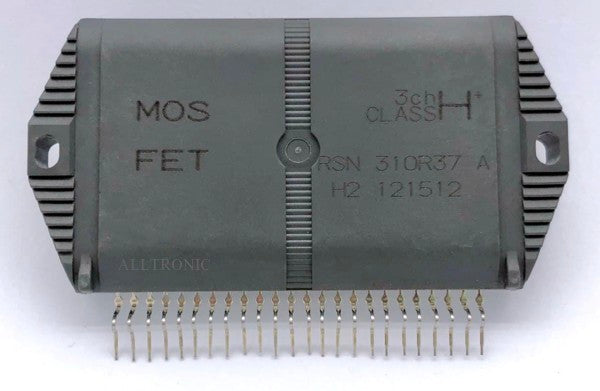 MOS
FET
3ch
CLASS H+
RSN 310R37 A
H2 121512
ALLTRONIC